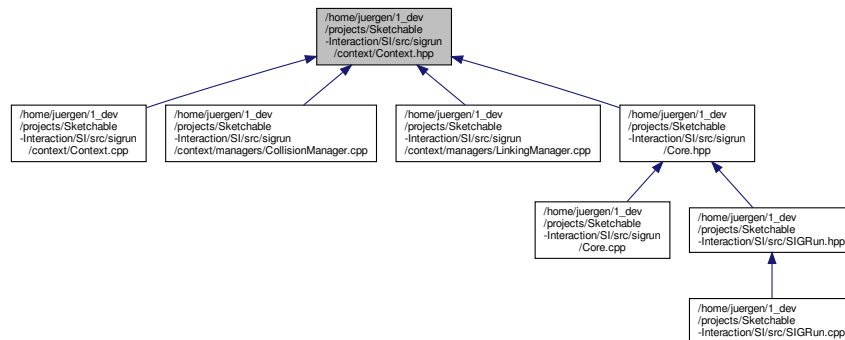 /home/juergen/1_dev
/projects/Sketchable
-Interaction/SI/src/sigrun
/context/Context.hpp
/home/juergen/1_dev
/projects/Sketchable
-Interaction/SI/src/sigrun
/context/Context.cpp
/home/juergen/1_dev
/projects/Sketchable
-Interaction/SI/src/sigrun
/context/managers/CollisionManager.cpp
/home/juergen/1_dev
/projects/Sketchable
-Interaction/SI/src/sigrun
/context/managers/LinkingManager.cpp
/home/juergen/1_dev
/projects/Sketchable
-Interaction/SI/src/sigrun
/Core.hpp
/home/juergen/1_dev
/projects/Sketchable
-Interaction/SI/src/sigrun
/Core.cpp
/home/juergen/1_dev
/projects/Sketchable
-Interaction/SI/src/SIGRun.hpp
/home/juergen/1_dev
/projects/Sketchable
-Interaction/SI/src/SIGRun.cpp